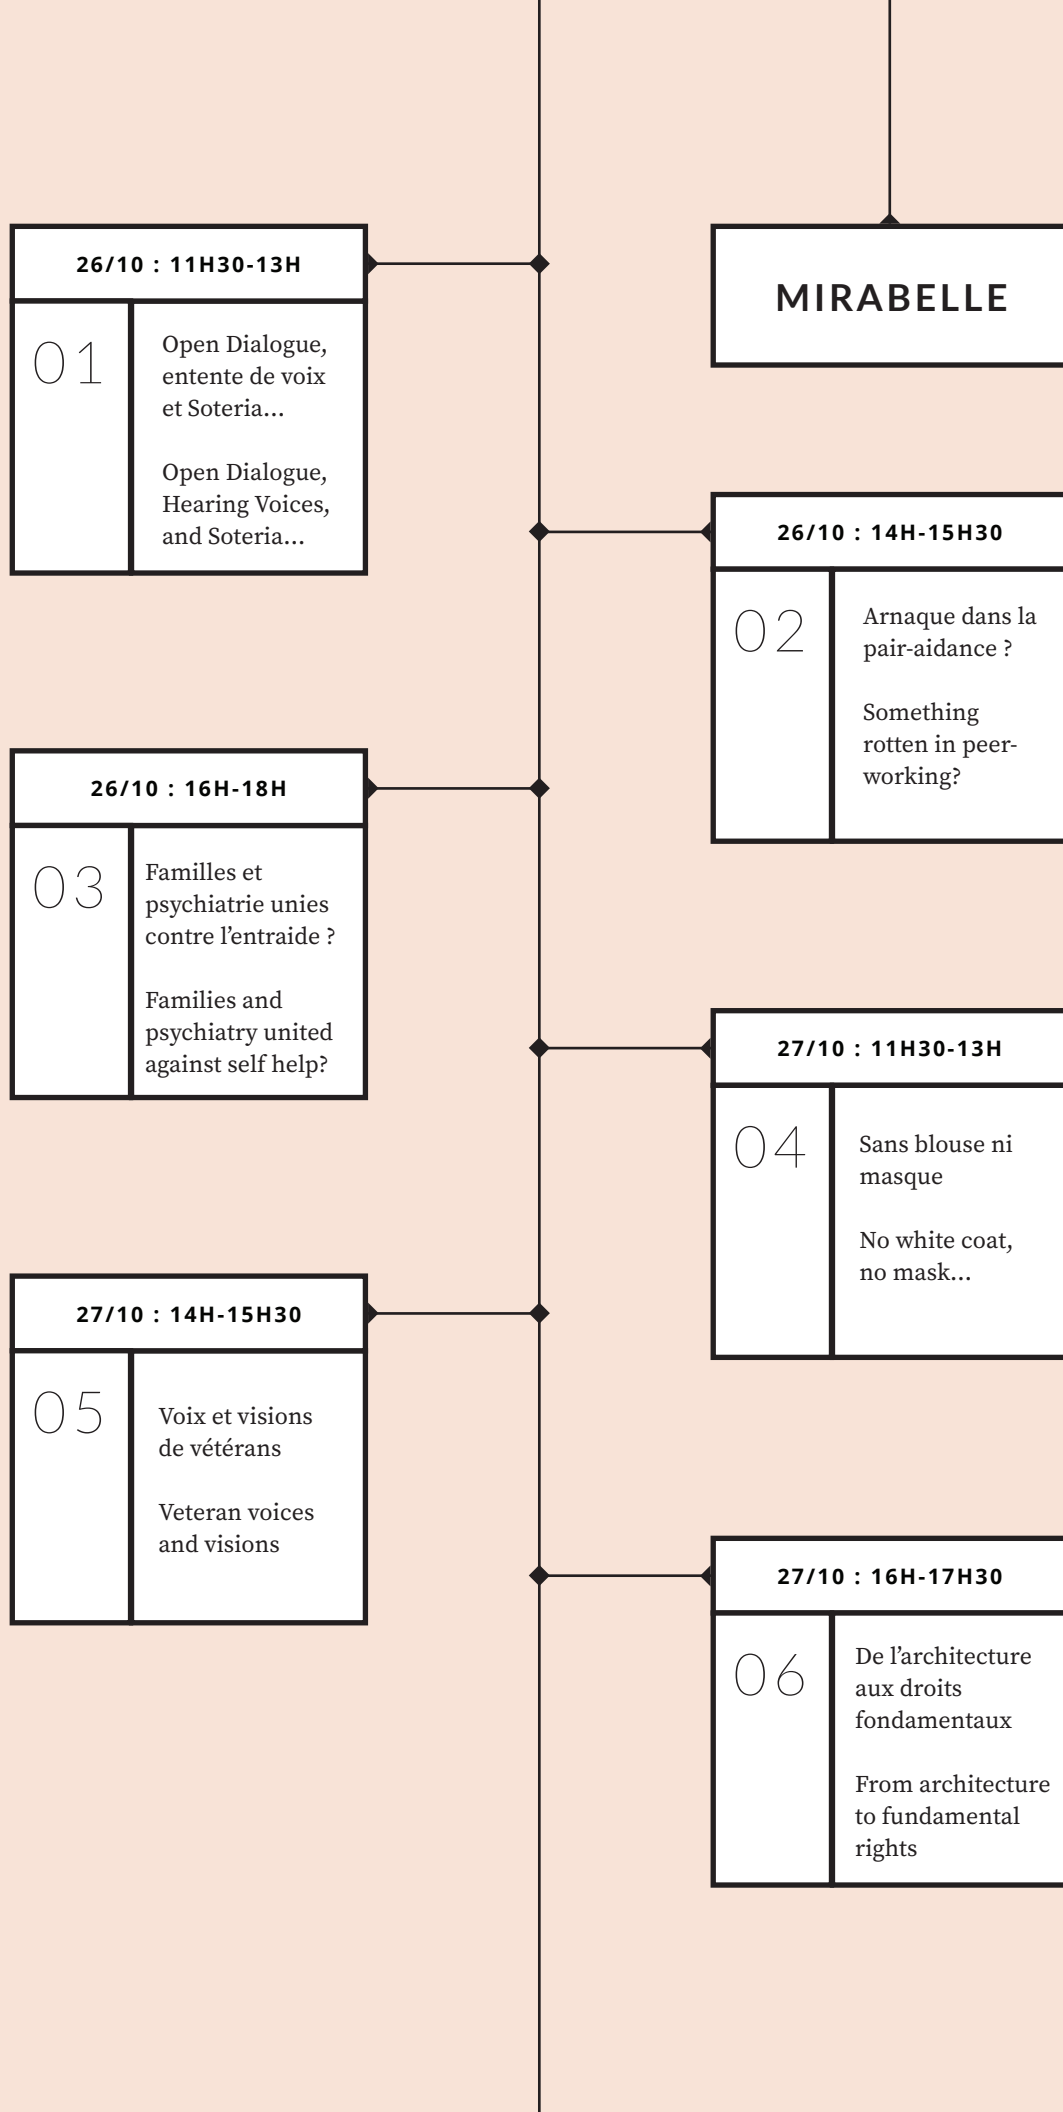 26/10 : 11H30-13H
01
Open Dialogue,
entente de voix
et Soteria...
Open Dialogue,
Hearing Voices,
and Soteria...
MIRABELLE
26/10 : 14H-15H30
02
Arnaque dans la
pair-aidance ?
Something
rotten in peer-
working?
26/10 : 16H-18H
03
Familles et
psychiatrie unies
contre l’entraide ?
Families and
psychiatry united
against self help?
27/10 : 11H30-13H
04
Sans blouse ni
masque
No white coat,
no mask...
27/10 : 14H-15H30
05
Voix et visions
de vétérans
Veteran voices
and visions
27/10 : 16H-17H30
06
De l’architecture
aux droits
fondamentaux
From architecture
to fundamental
rights